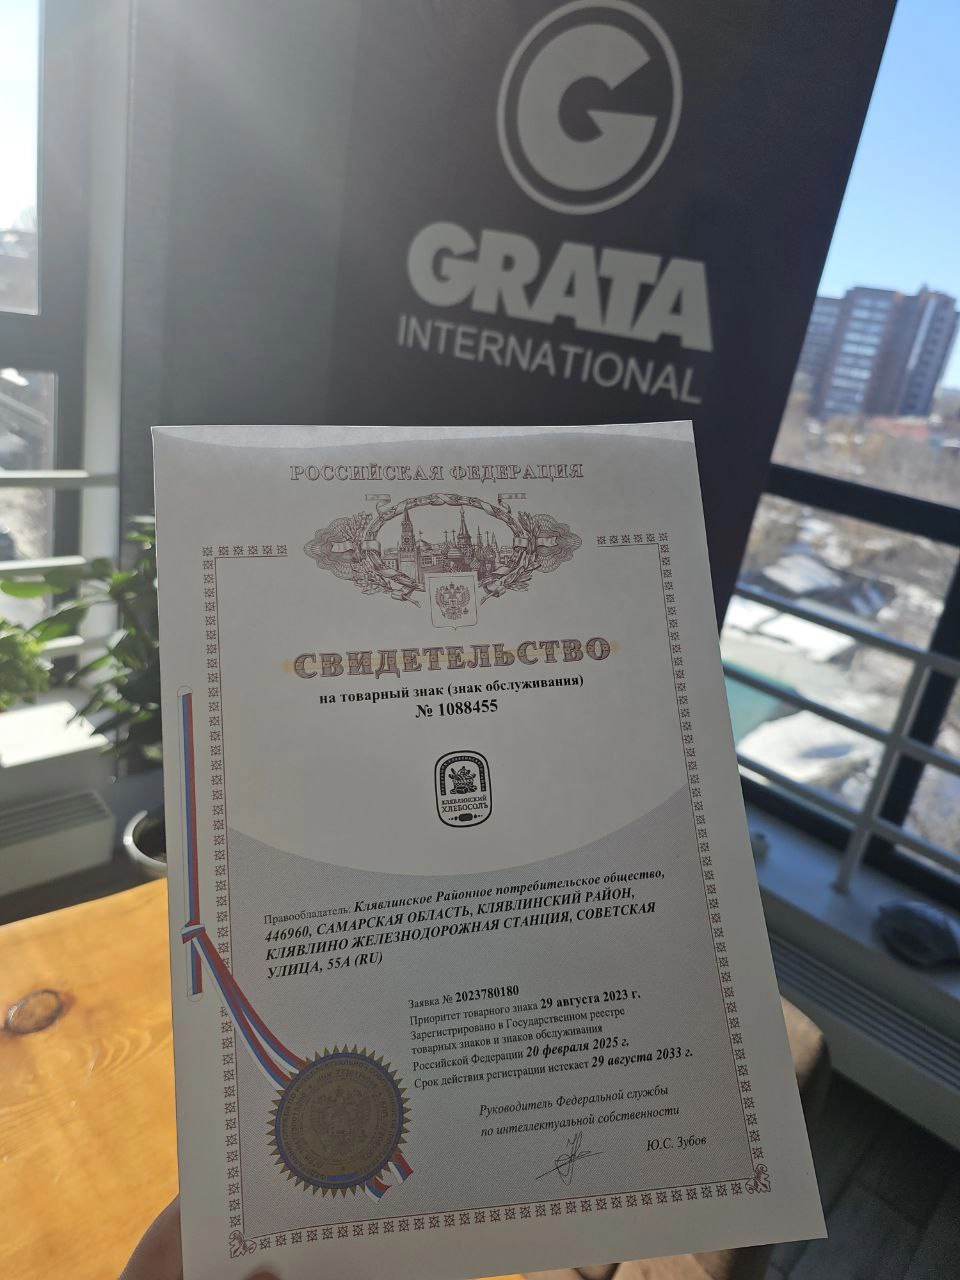 G
GRATA
INTERNATIONAL
РОССИЙСКАЯ ФЕДЕРАЦИЯ
СВИДЕТЕЛЬСТВО
на товарный знак (знак обслуживания)
№ 1088455
КЛЯВЛИНСКИЙ
ХЛЕБОСОЛЬ
Правообладатель: Клявлинское Районное потребительское общество,
446960, САМАРСКАЯ ОБЛАСТЬ, КЛЯВЛИНСКИЙ РАЙОН,
КЛЯВЛИНО ЖЕЛЕЗНОДОРОЖНАЯ СТАНЦИЯ, СОВЕТСКАЯ
УЛИЦА, 55А (RU)
Заявка № 2023780180
Приоритет товарного знака 29 августа 2023 г.
Зарегистрировано в Государственном реестре
товарных знаков и знаков обслуживания
Российской Федерации 20 февраля 2025 г.
Срок действия регистрации истекает 29 августа 2033 г.
Руководитель Федеральной службы
по интеллектуальной собственности
Ю.С. Зубов